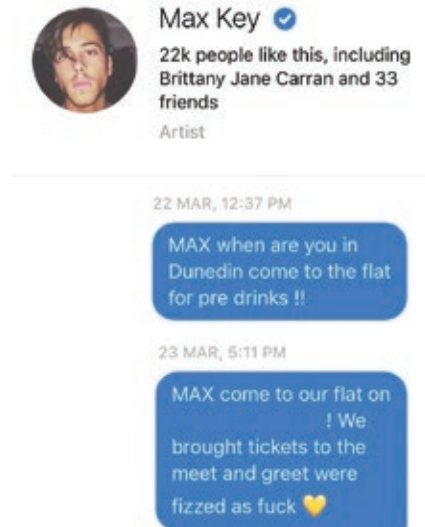 Max Key
22k people like this, including
Brittany Jane Carran and 33
friends
Artist
22 MAR, 12:37 PM
MAX when are you in
Dunedin come to the flat
for pre drinks !!
23 MAR, 5:11 PM
MAX come to our flat on
! We
brought tickets to the
meet and greet were
fizzed as fuck 💛